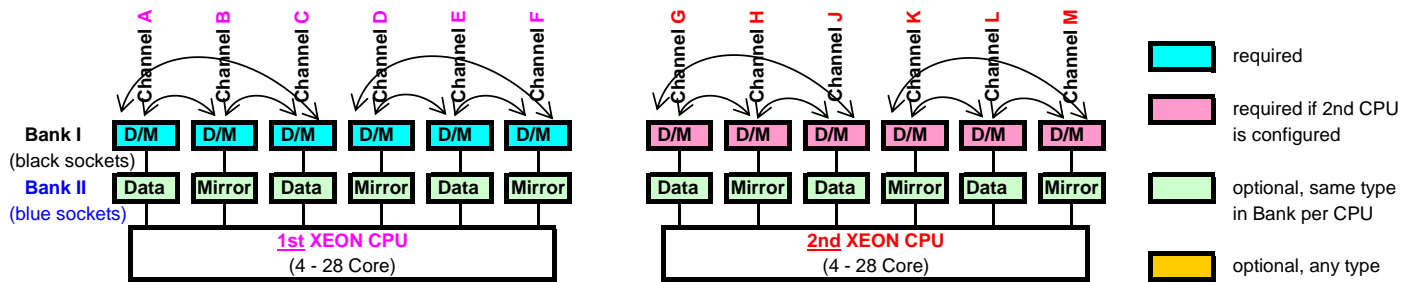 Channel A
Channel B
Channel C
Channel D
Channel E
Channel F
Channel G
Channel H
Channel J
Channel K
Channel L
Channel M
Bank I
(black sockets)
D/M D/M D/M D/M D/M D/M D/M D/M D/M D/M D/M D/M
Bank II
(blue sockets)
Data Mirror Data Mirror Data Mirror Data Mirror Data Mirror Data Mirror
1st XEON CPU
(4 - 28 Core)
2nd XEON CPU
(4 - 28 Core)
required
required if 2nd CPU
is configured
optional, same type
in Bank per CPU
optional, any type